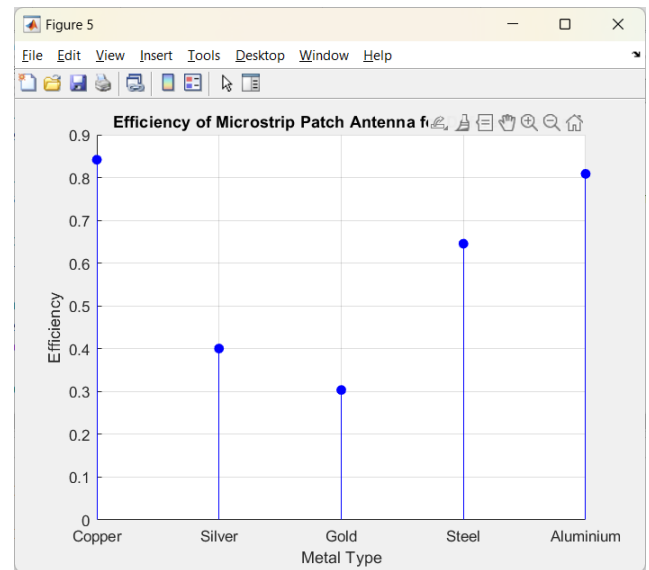 Figure 5
File Edit View Insert Tools Desktop Window Help
Efficiency of Microstrip Patch Antenna
0.9
0.8
0.7
0.6
0.5
0.4
0.3
0.2
0.1
0
Efficiency
Copper Silver Gold Steel Aluminium
Metal Type